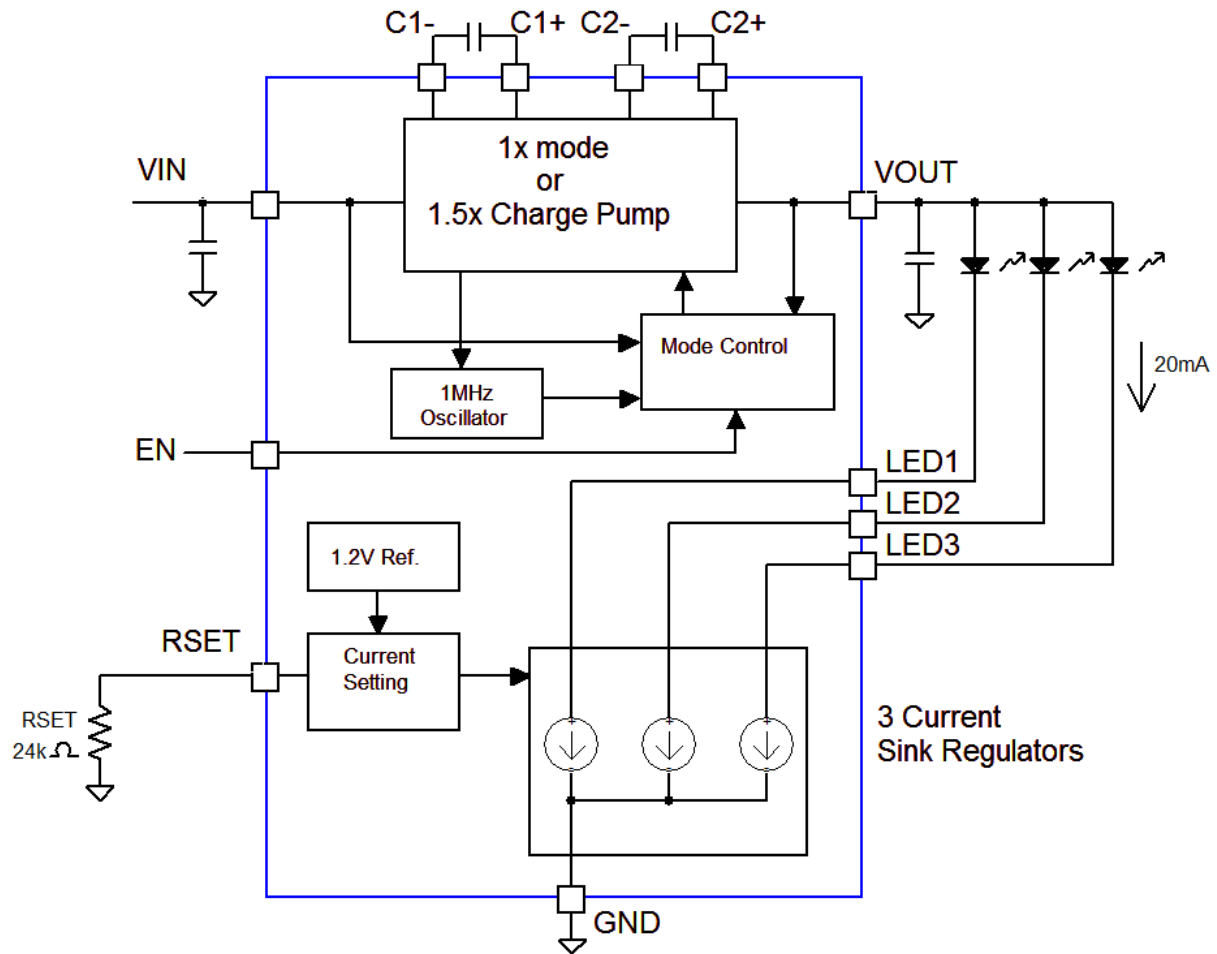 C1-
C1+
C2-
C2+
1x mode
or
1.5x Charge Pump
VIN
VOUT
Mode Control
1MHz
Oscillator
20mA
EN
LED1
LED2
LED3
1.2V Ref.
RSET
Current
Setting
RSET
24kΩ
3 Current
Sink Regulators
GND